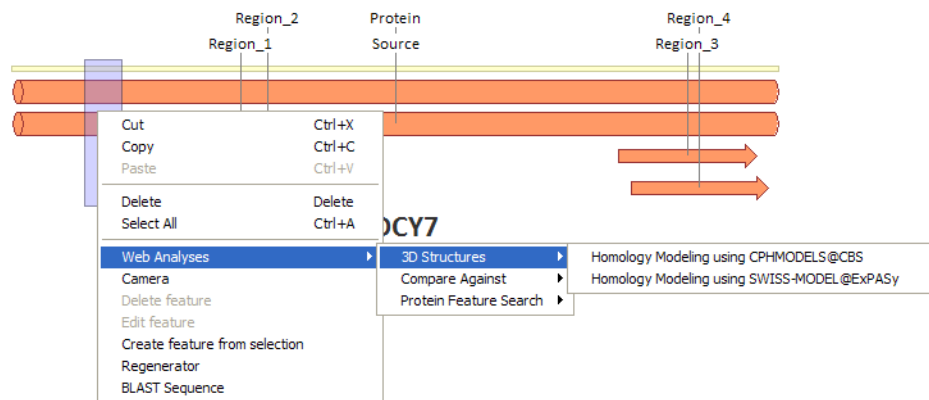 Region_2 Protein Region_4
Region_1 Source Region_3
Cut Ctrl+X
Copy Ctrl+C
Paste Ctrl+V
Delete Delete
Select All Ctrl+A
CY7
Web Analyses 3D Structures Homology Modeling using CPHMODELS@CBS
Camera Compare Against Homology Modeling using SWISS-MODEL@ExPASy
Delete feature Protein Feature Search
Edit feature
Create feature from selection
Regenerator
BLAST Sequence